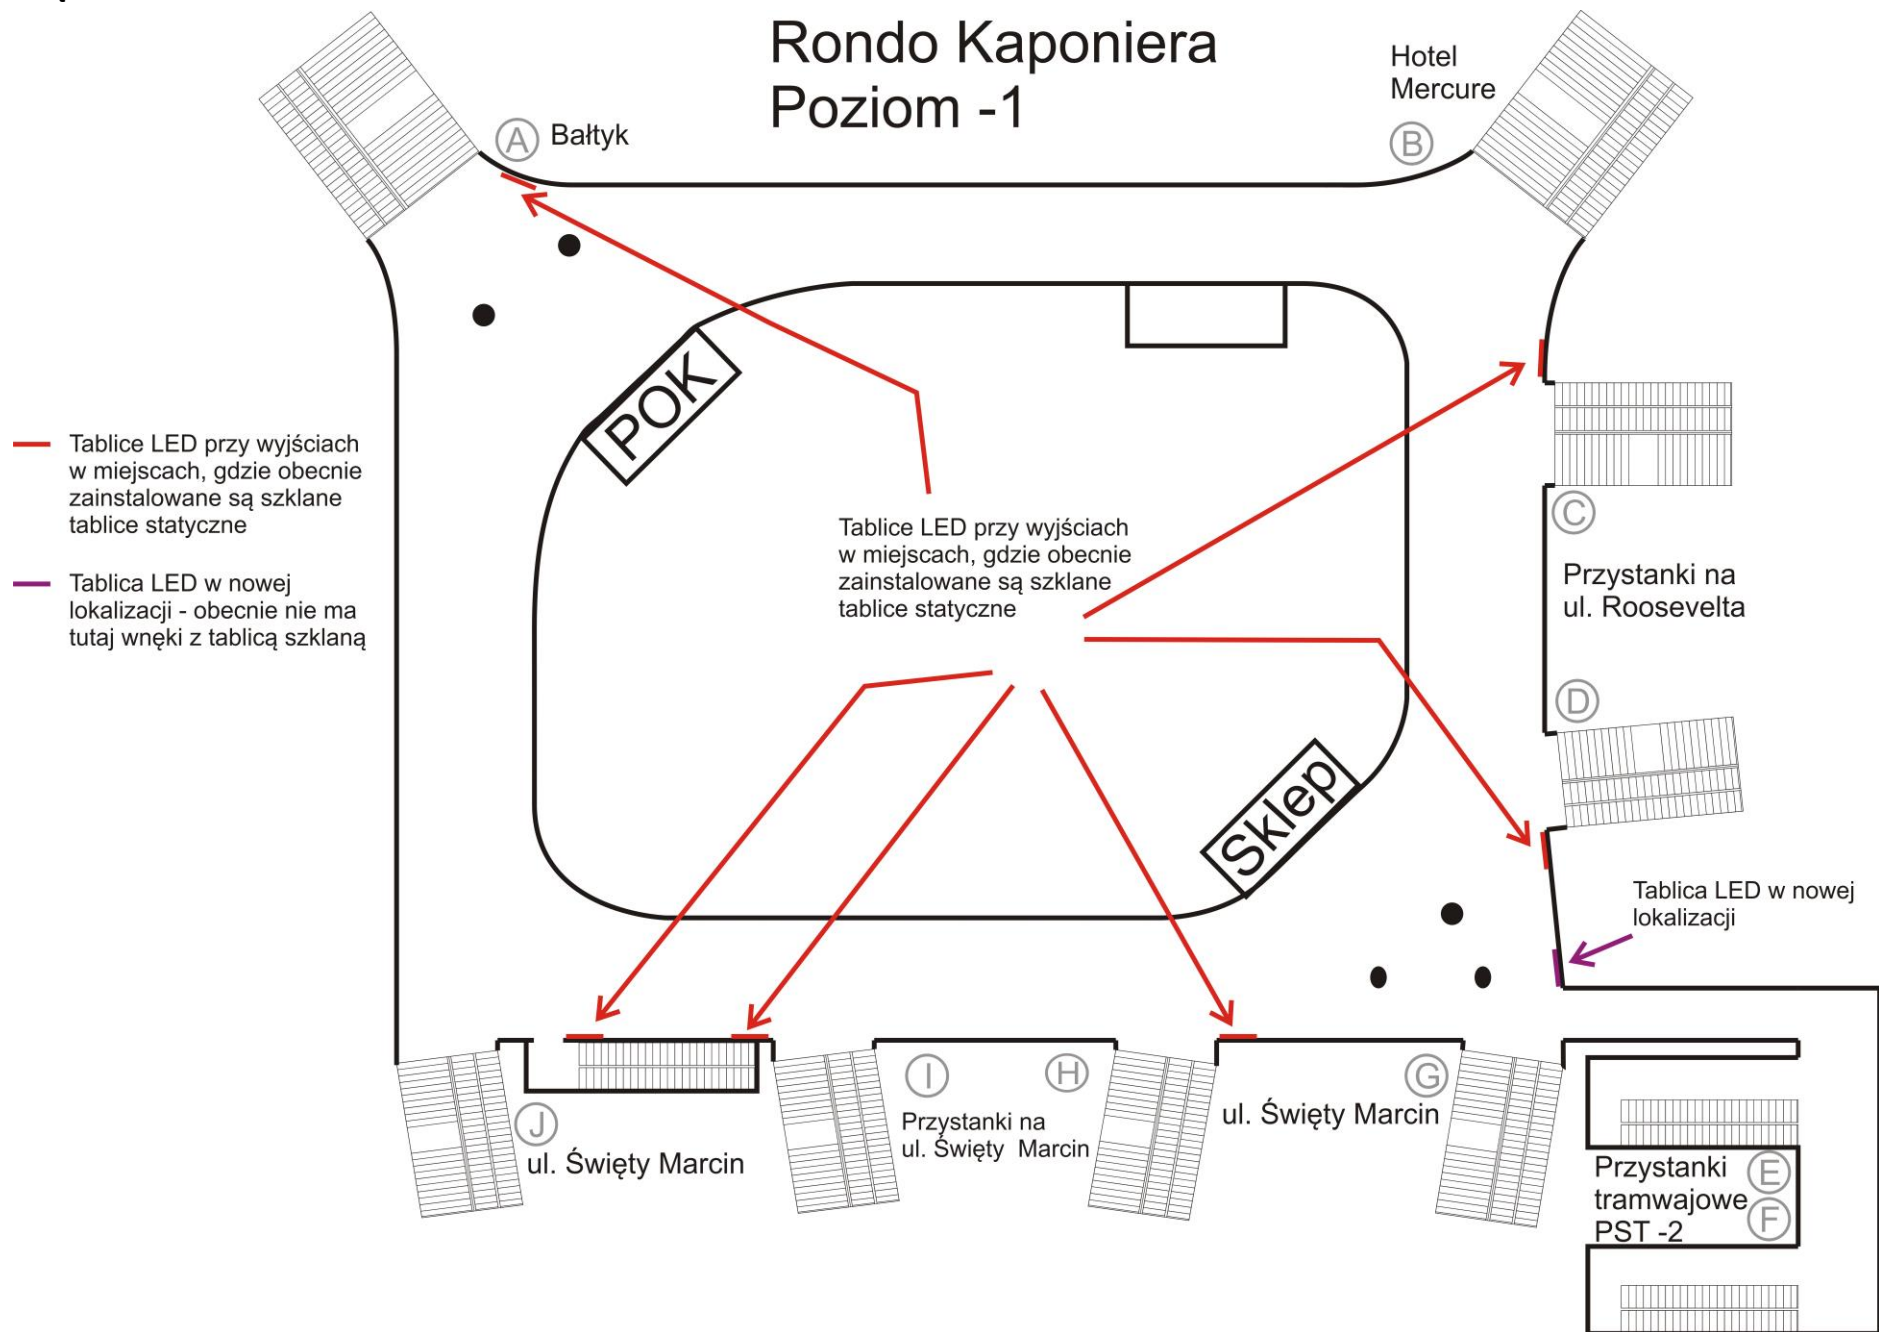 Rondo Kaponiera
Poziom -1
Hotel
Mercure
A
Bałtyk
B
POK
Tablice LED przy wyjściach
w miejscach, gdzie obecnie
zainstalowane są szklane
tablice statyczne
Tablica LED w nowej
lokalizacji - obecnie nie ma
tutaj wnęki z tablicą szklaną
Tablice LED przy wyjściach
w miejscach, gdzie obecnie
zainstalowane są szklane
tablice statyczne
C
Przystanki na
ul. Roosevelta
D
Sklep
Tablica LED w nowej
lokalizacji
J
ul. Święty Marcin
I
H
Przystanki na
ul. Święty Marcin
G
ul. Święty Marcin
Przystanki
tramwajowe
PST -2
E
F